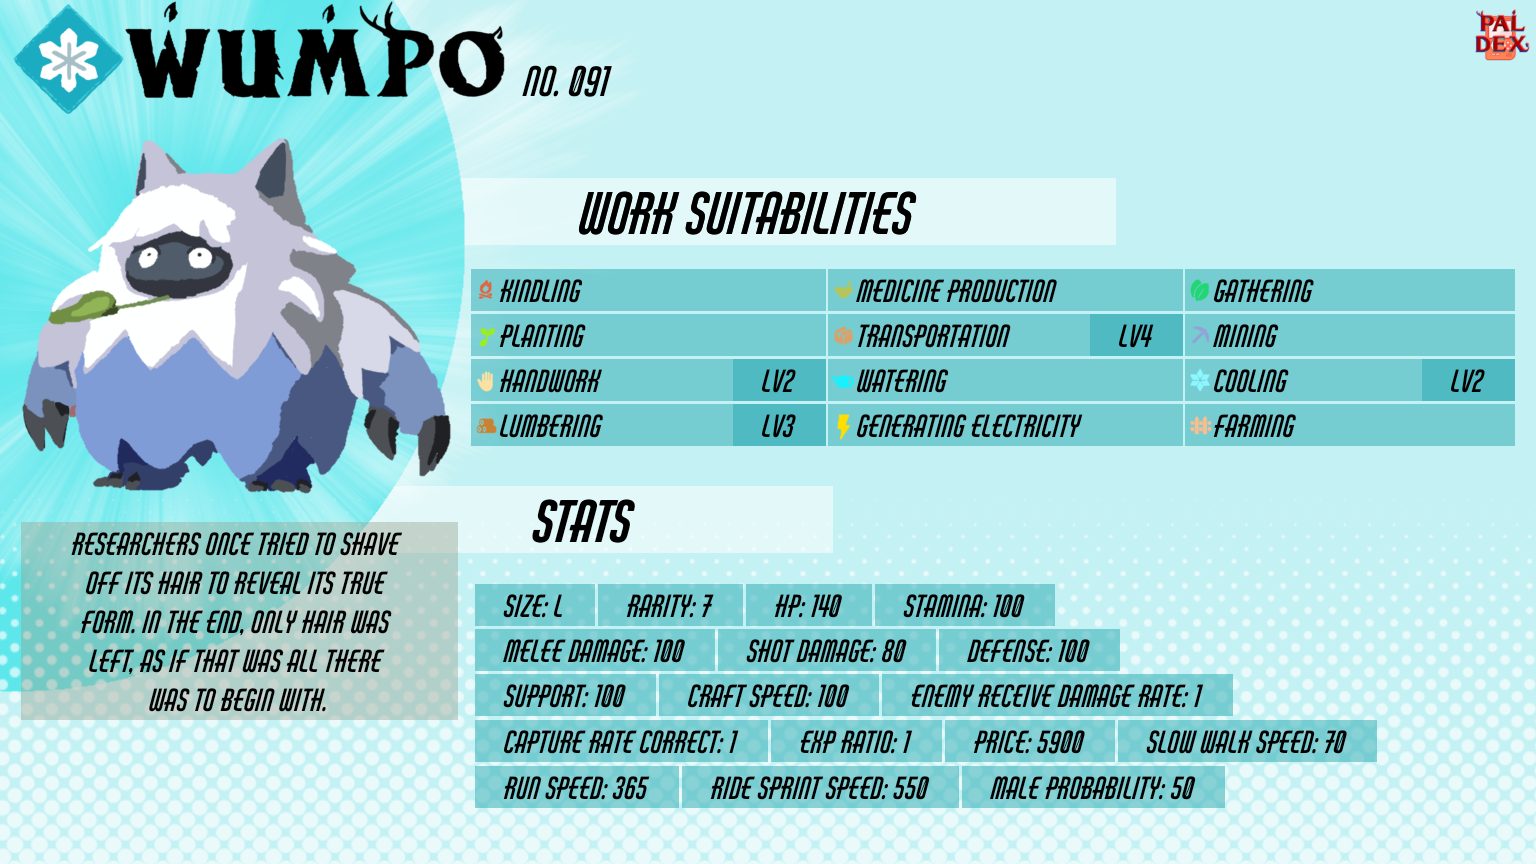 WUMPO NO. 091
PAL
DEX
WORK SUITABILITIES
KINDLING MEDICINE PRODUCTION GATHERING
PLANTING TRANSPORTATION LV4 MINING
HANDWORK LV2 WATERING COOLING LV2
LUMBERING LV3 GENERATING ELECTRICITY FARMING
RESEARCHERS ONCE TRIED TO SHAVE
OFF ITS HAIR TO REVEAL ITS TRUE
FORM. IN THE END, ONLY HAIR WAS
LEFT, AS IF THAT WAS ALL THERE
WAS TO BEGIN WITH.
STATS
SIZE: L RARITY: 7 HP: 140 STAMINA: 100
MELEE DAMAGE: 100 SHOT DAMAGE: 80 DEFENSE: 100
SUPPORT: 100 CRAFT SPEED: 100 ENEMY RECEIVE DAMAGE RATE: 1
CAPTURE RATE CORRECT: 1 EXP RATIO: 1 PRICE: 5900 SLOW WALK SPEED: 70
RUN SPEED: 365 RIDE SPRINT SPEED: 550 MALE PROBABILITY: 50